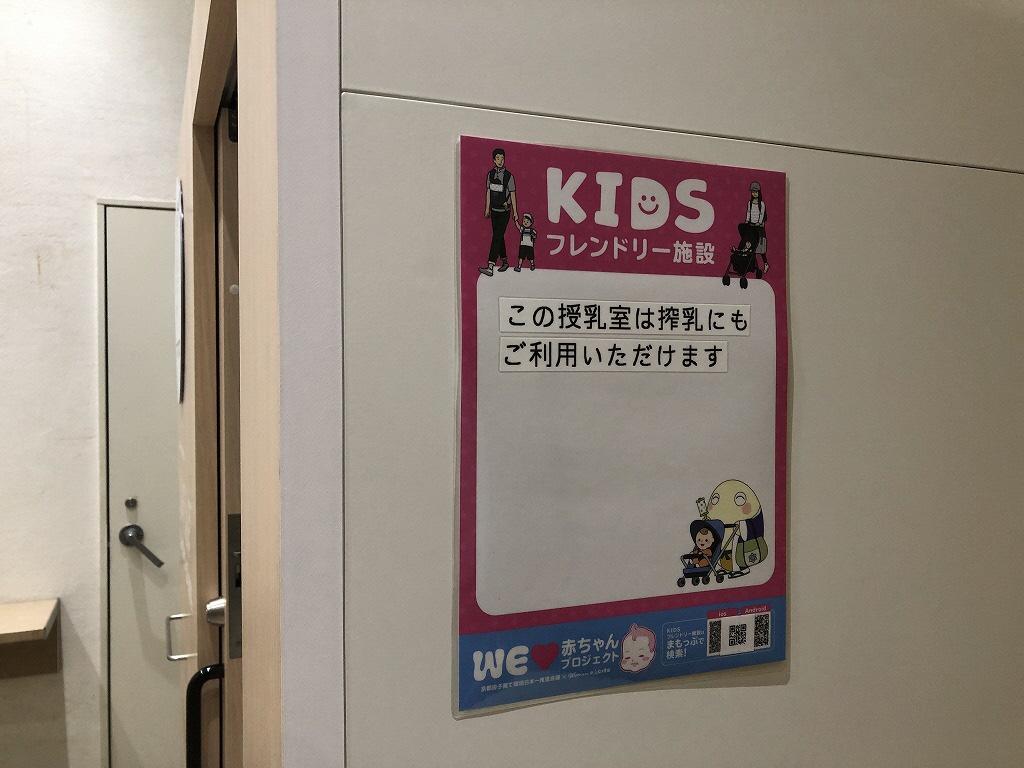 KIDS
フレンドリー施設
この授乳室は搾乳にも
ご利用いただけます
WE
赤ちゃん
プロジェクト
KIDS
フレンドリー施設は
まもっぷで
検索!
ios
Android